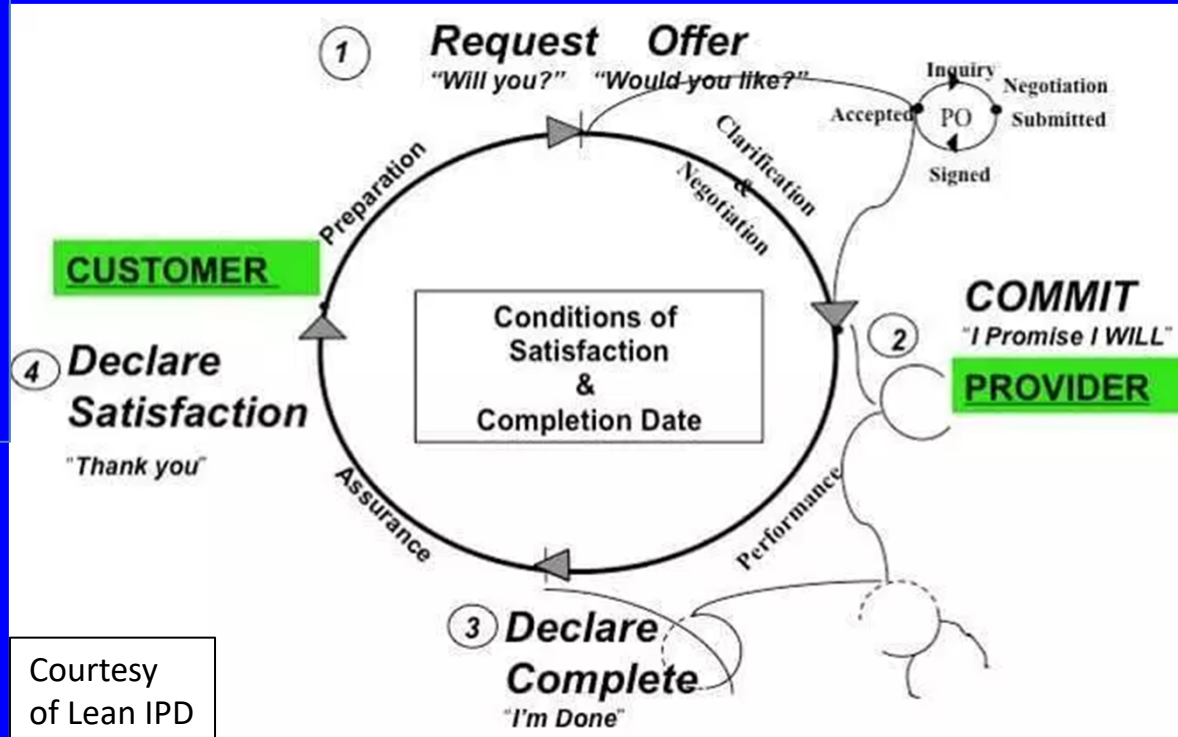 1
Request Offer
"Will you?" "Would you like?"
Inquiry
Negotiation
Accepted
PO
Submitted
Signed
Clarification
&
Negotiation
Preparation
CUSTOMER
Conditions of
Satisfaction
&
Completion Date
2
COMMIT
"I Promise I WILL"
PROVIDER
4
Declare
Satisfaction
"Thank you"
Assurance
Performance
3
Declare
Complete
"I'm Done"
Courtesy
of Lean IPD